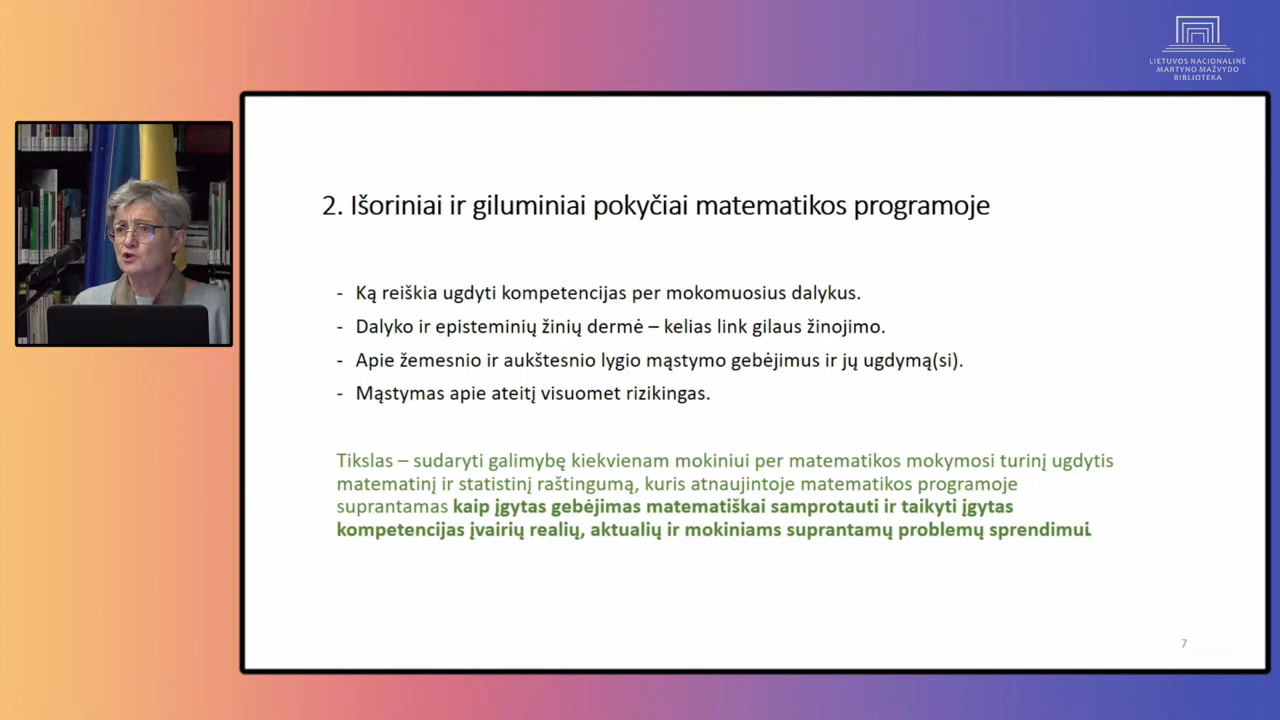 LIETUVOS NACIONALINĖ
MARTYNO MAŽVYDO
BIBLIOTEKA
2. Išoriniai ir giluminiai pokyčiai matematikos programoje
- Ką reiškia ugdyti kompetencijas per mokomuosius dalykus.
- Dalyko ir episteminių žinių dermė – kelias link gilaus žinojimo.
- Apie žemesnio ir aukštesnio lygio mąstymo gebėjimus ir jų ugdymą(si).
- Mąstymas apie ateitį visuomet rizikingas.
Tikslas – sudaryti galimybę kiekvienam mokiniui per matematikos mokymosi turinį ugdytis
matematinį ir statistinį raštingumą, kuris atnaujintoje matematikos programoje
suprantamas kaip įgytas gebėjimas matematiškai samprotauti ir taikyti įgytas
kompetencijas įvairių realių, aktualių ir mokiniams suprantamų problemų sprendimui.
7